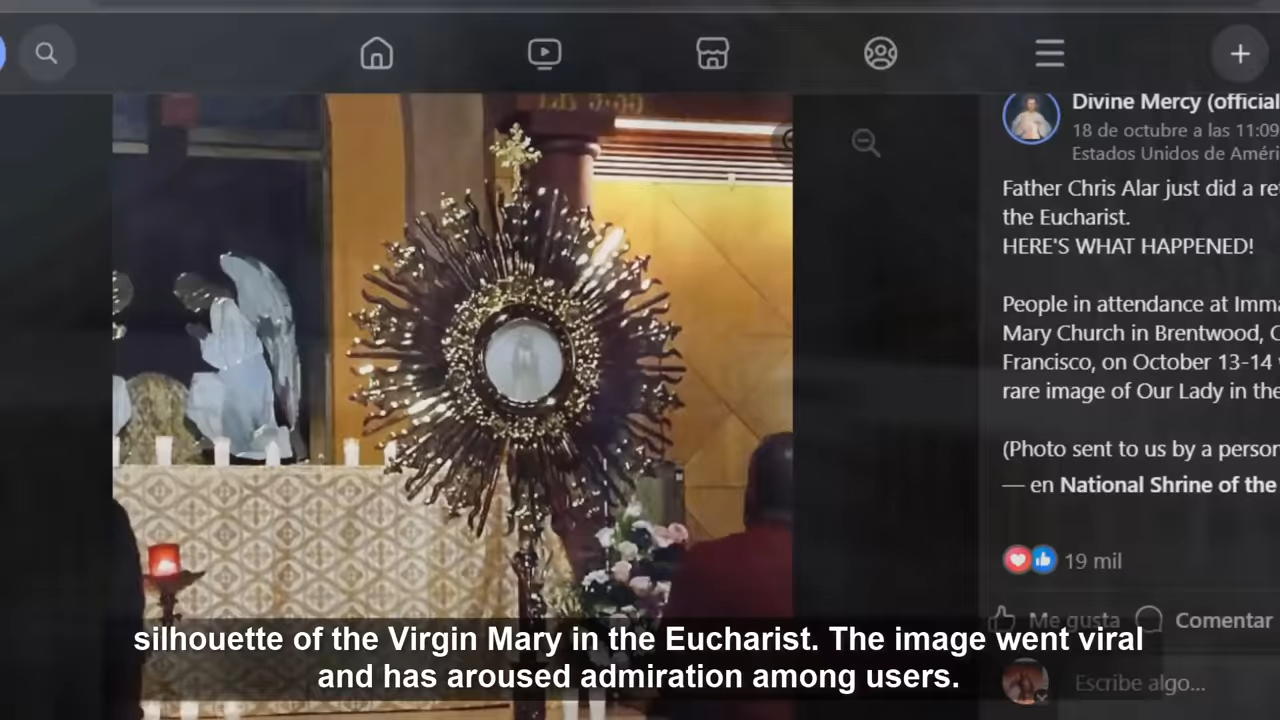 Divine Mercy (official
18 de octubre a las 11:09
Estados Unidos de Améri
Father Chris Alar just did a re
the Eucharist.
HERE'S WHAT HAPPENED!
People in attendance at Imma
Mary Church in Brentwood, C
Francisco, on October 13-14
rare image of Our Lady in the
(Photo sent to us by a person
— en National Shrine of the
19 mil
Me gusta
Comentar
Escribe algo...
silhouette of the Virgin Mary in the Eucharist. The image went viral
and has aroused admiration among users.